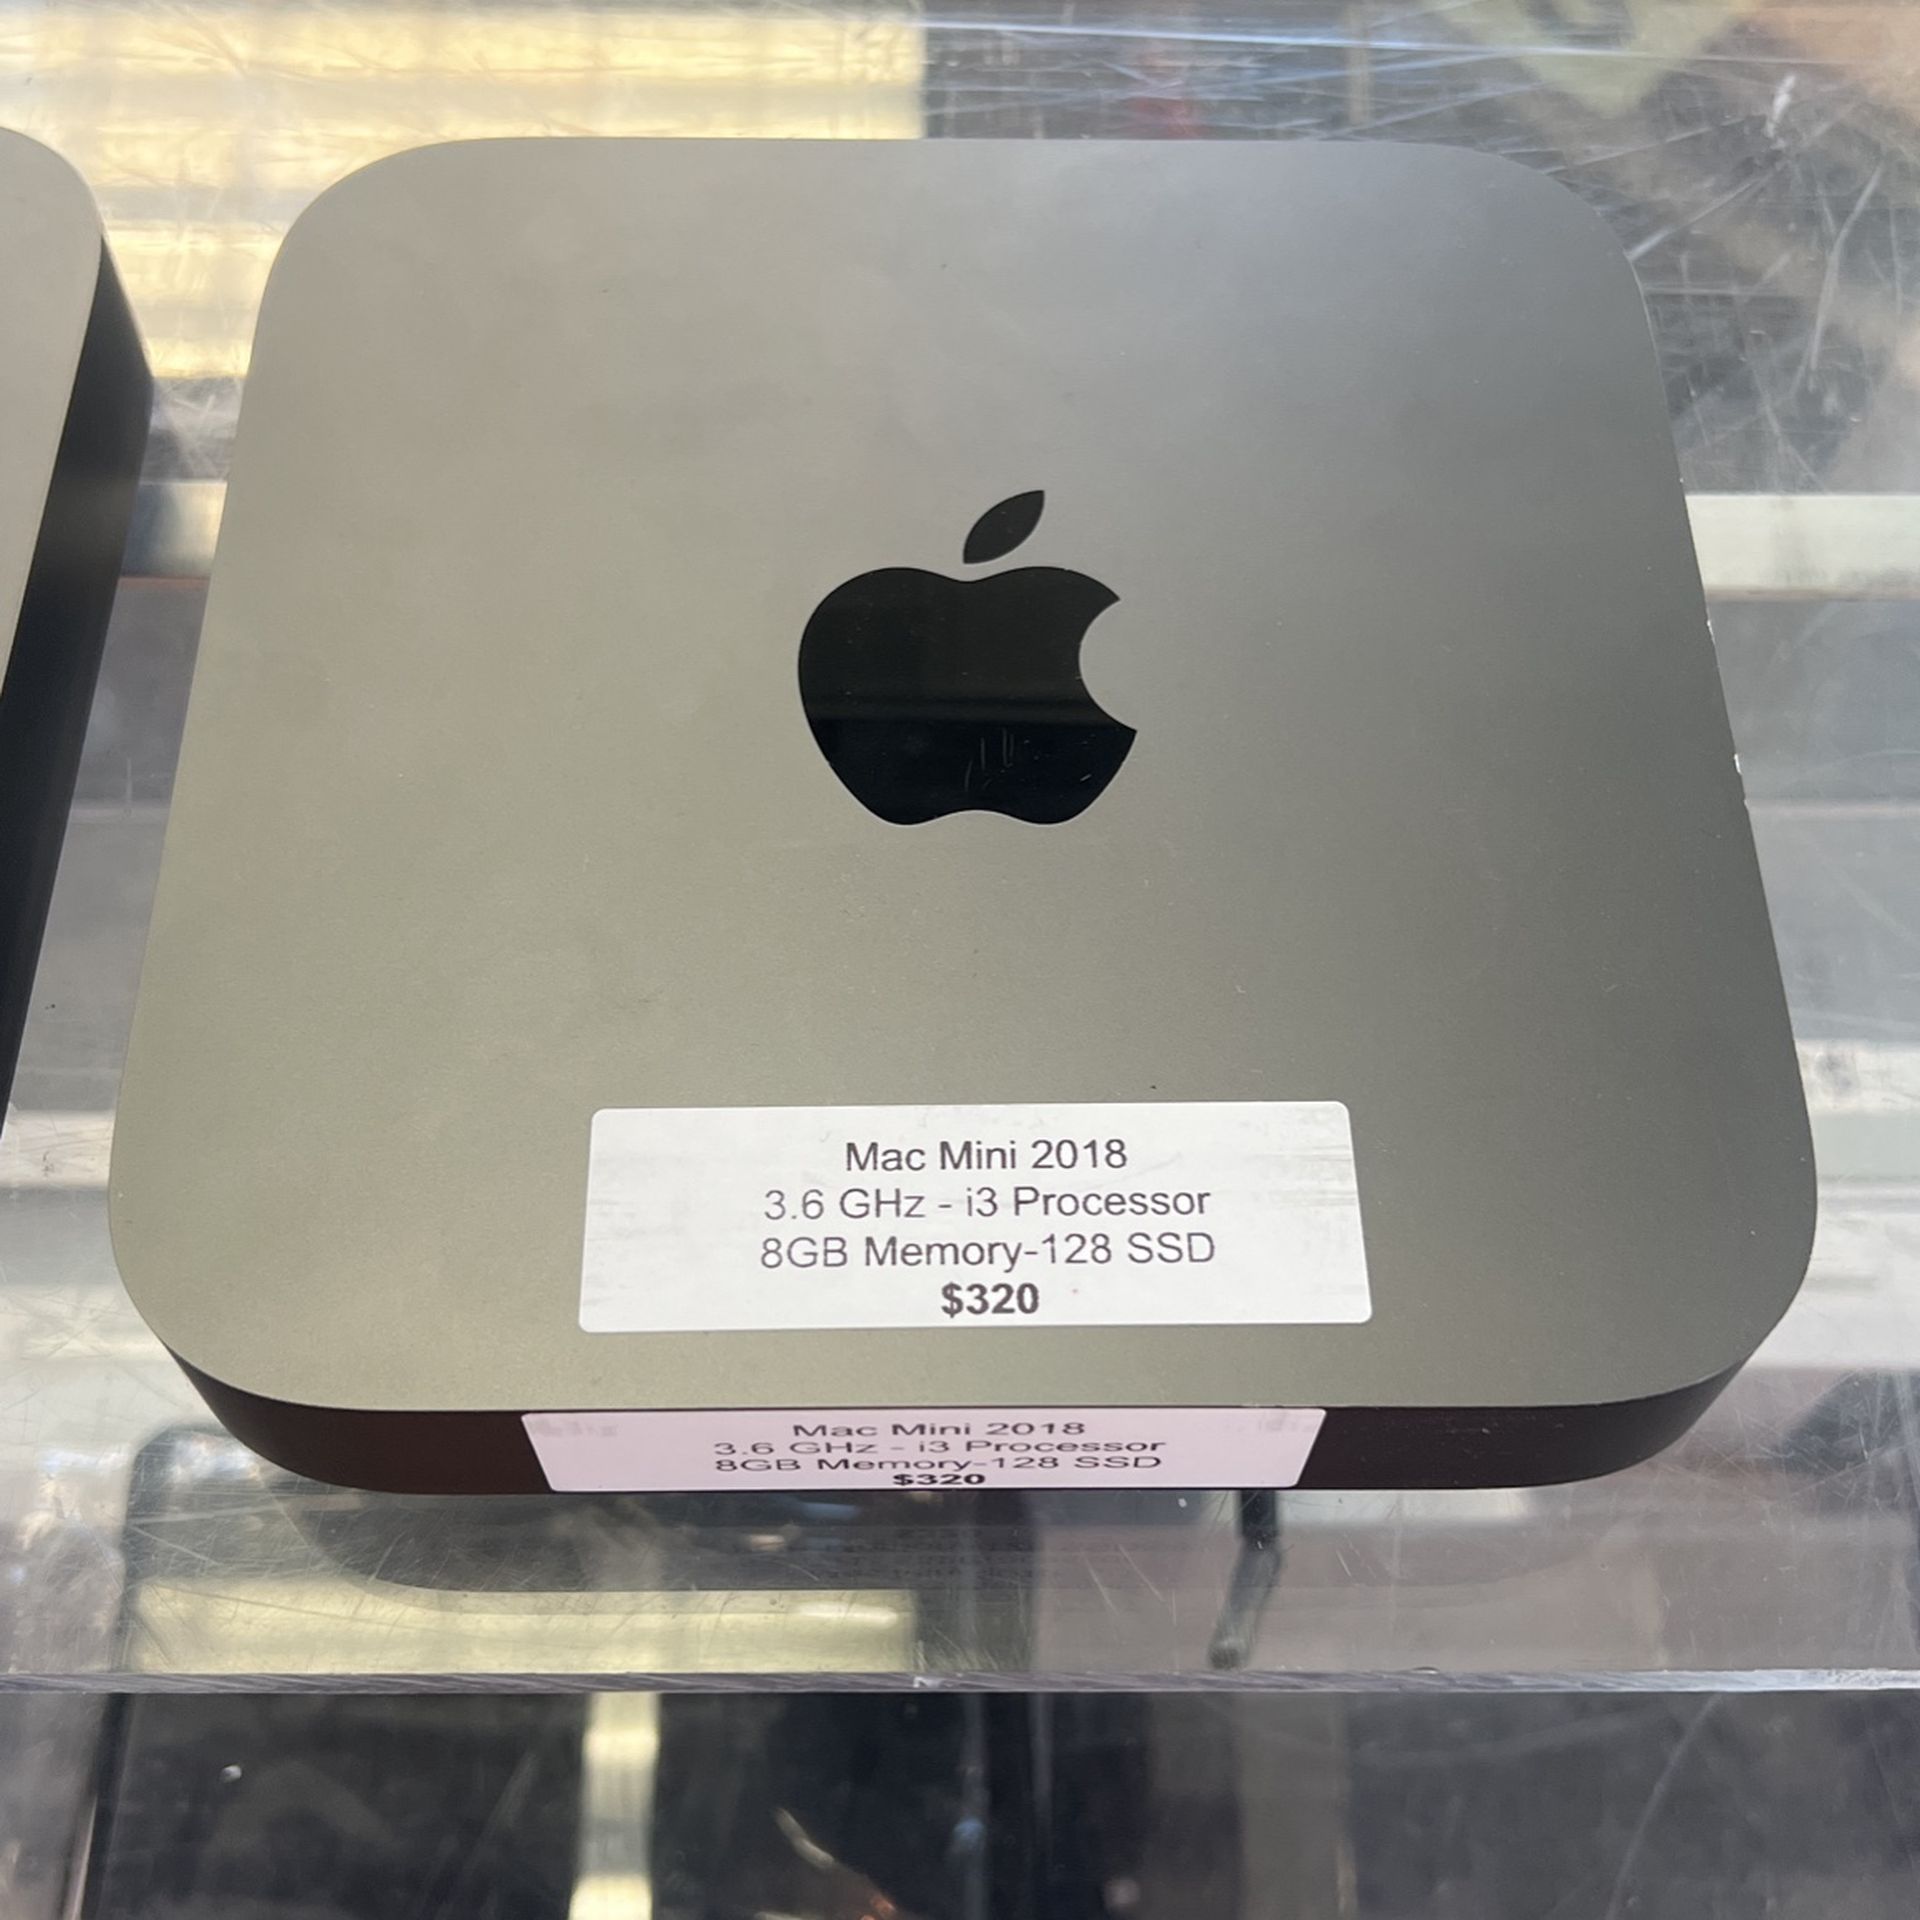 Mac Mini 2018
3.6 GHz - i3 Processor
8GB Memory-128 SSD
$320
Mac Mini 2018
3.6 GHz - i3 Processor
8GB Memory-128 SSD
$320